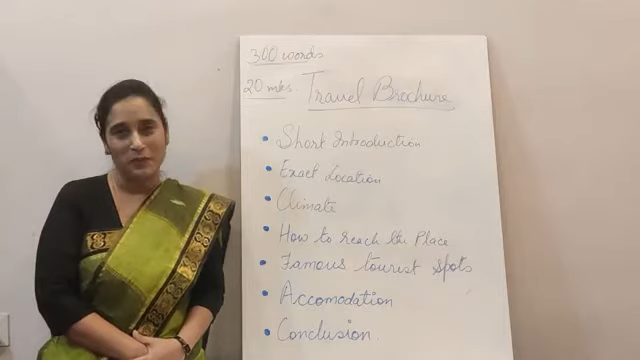 300 words
20 mks. Travel Brochure
• Short Introduction
• Exact Location
• Climate
• How to reach the Place
• Famous tourist spots
• Accomodation
• Conclusion.